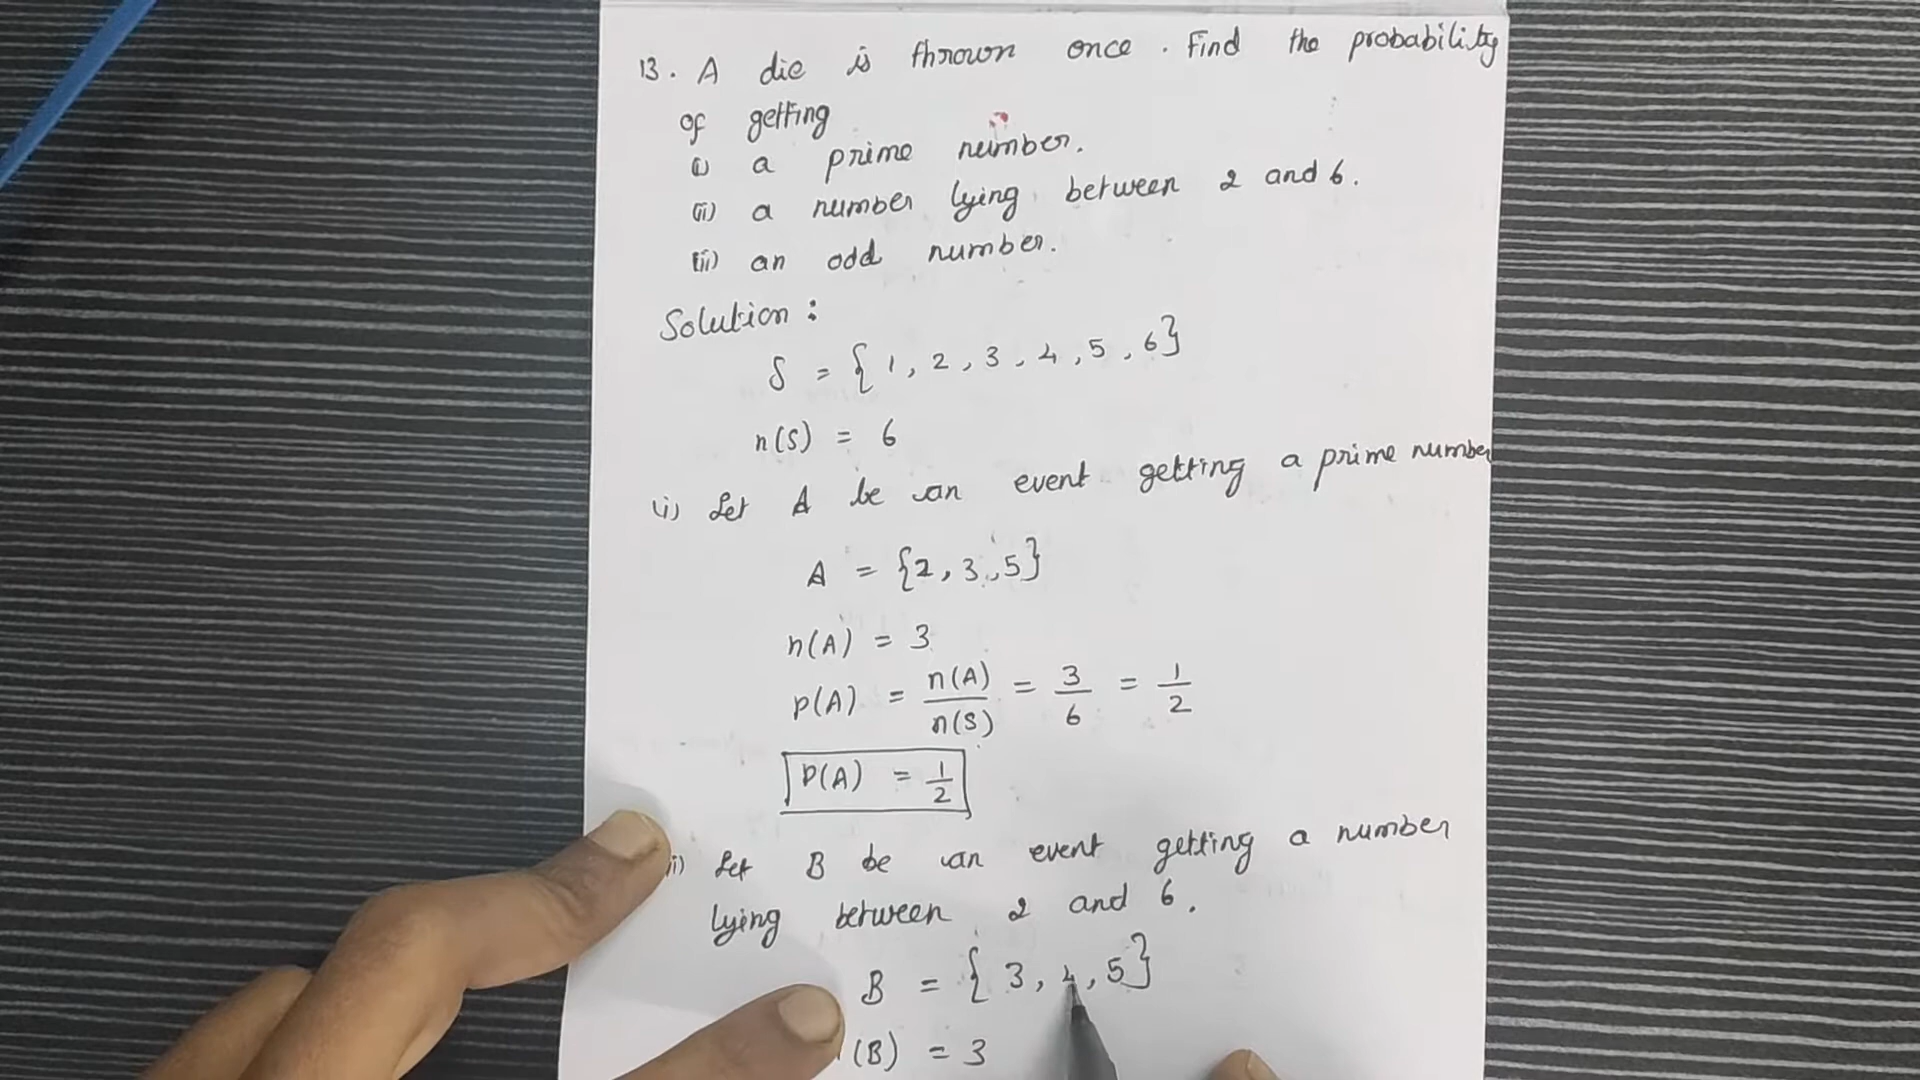 13. A die is thrown once. Find the probability
of getting
(i) a prime number.
(ii) a number lying between 2 and 6.
(iii) an odd number.
Solution :
S = { 1, 2, 3, 4, 5, 6}
n(S) = 6
(i) Let A be an event getting a prime number
A = {2, 3, 5}
n(A) = 3
p(A) = n(A)/n(S) = 3/6 = 1/2
P(A) = 1/2
i) Let B be an event getting a number
lying between 2 and 6.
B = { 3, 4, 5}
(B) = 3